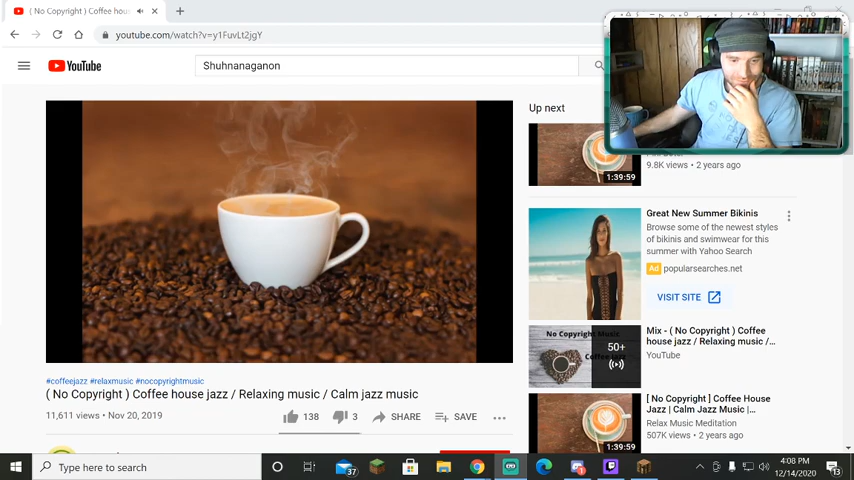 ( No Copyright ) Coffee hous
youtube.com/watch?v=y1FuvLt2jgY
YouTube
Shuhnanaganon
Up next
1:39:59
9.8K views • 2 years ago
Great New Summer Bikinis
Browse some of the newest styles
of bikinis and swimwear for this
summer with Yahoo Search
Ad popularsearches.net
VISIT SITE
No Copyright Music
50+
Mix - ( No Copyright ) Coffee
house jazz / Relaxing music /...
YouTube
[ No Copyright ] Coffee House
Jazz | Calm Jazz Music |...
Relax Music Meditation
507K views • 2 years ago
1:39:59
#coffeejazz #relaxmusic #nocopyrightmusic
( No Copyright ) Coffee house jazz / Relaxing music / Calm jazz music
11,611 views • Nov 20, 2019
138
3
SHARE
SAVE
Type here to search
37
4:08 PM
12/14/2020
13